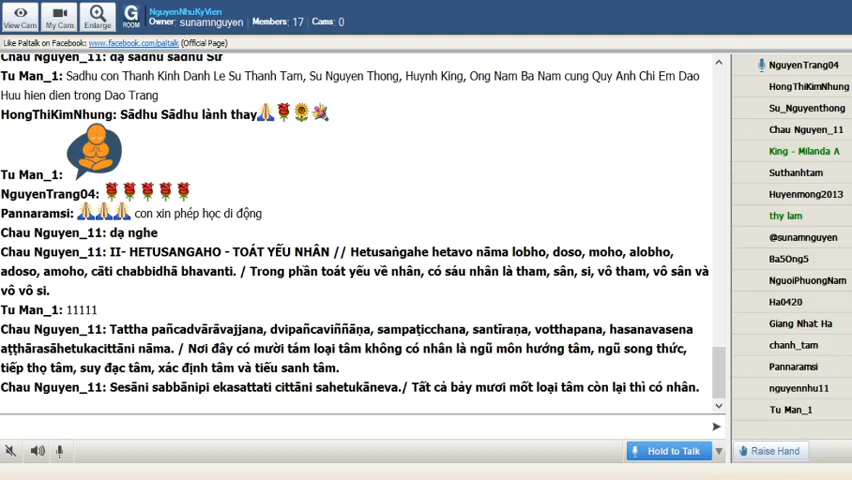 NguyenNhuKyVien
View Cam
My Cam
Enlarge
G
ROOM
Owner: sunamnguyen Members: 17 Cams: 0
Like Paltalk on Facebook: www.facebook.com/paltalk (Official Page)
Chau Nguyen_11: dạ sadhu sadhu Sư
Tu Man_1: Sadhu con Thanh Kinh Danh Le Su Thanh Tam, Su Nguyen Thong, Huynh King, Ong Nam Ba Nam cung Quy Anh Chi Em Dao
Huu hien dien trong Dao Trang
HongThiKimNhung: Sādhu Sādhu lành thay
Tu Man_1:
NguyenTrang04:
Pannaramsi: con xin phép học di động
Chau Nguyen_11: dạ nghe
Chau Nguyen_11: II- HETUSANGAHO - TOÁT YẾU NHÂN // Hetusaṅgahe hetavo nāma lobho, doso, moho, alobho,
adoso, amoho, cāti chabbidhā bhavanti. / Trong phần toát yếu về nhân, có sáu nhân là tham, sân, si, vô tham, vô sân và
vô vô si.
Tu Man_1: 11111
Chau Nguyen_11: Tattha pañcadvārāvajjana, dvipañcaviññāṇa, sampaṭicchana, santīraṇa, votthapana, hasanavasena
aṭṭhārasāhetukacittāni nāma. / Nơi đây có mười tám loại tâm không có nhân là ngũ môn hướng tâm, ngũ song thức,
tiếp thọ tâm, suy đạc tâm, xác định tâm và tiếu sanh tâm.
Chau Nguyen_11: Sesāni sabbānipi ekasattati cittāni sahetukāneva./ Tất cả bảy mươi mốt loại tâm còn lại thì có nhân.
NguyenTrang04
HongThiKimNhung
Su_Nguyenthong
Chau Nguyen_11
King - Milanda A
Suthanhtam
Huyenmong2013
thy lam
@sunamnguyen
Ba5Ong5
NguoiPhuongNam
Ha0420
Giang Nhat Ha
chanh_tam
Pannaramsi
nguyennhu11
Tu Man_1
Hold to Talk
Raise Hand